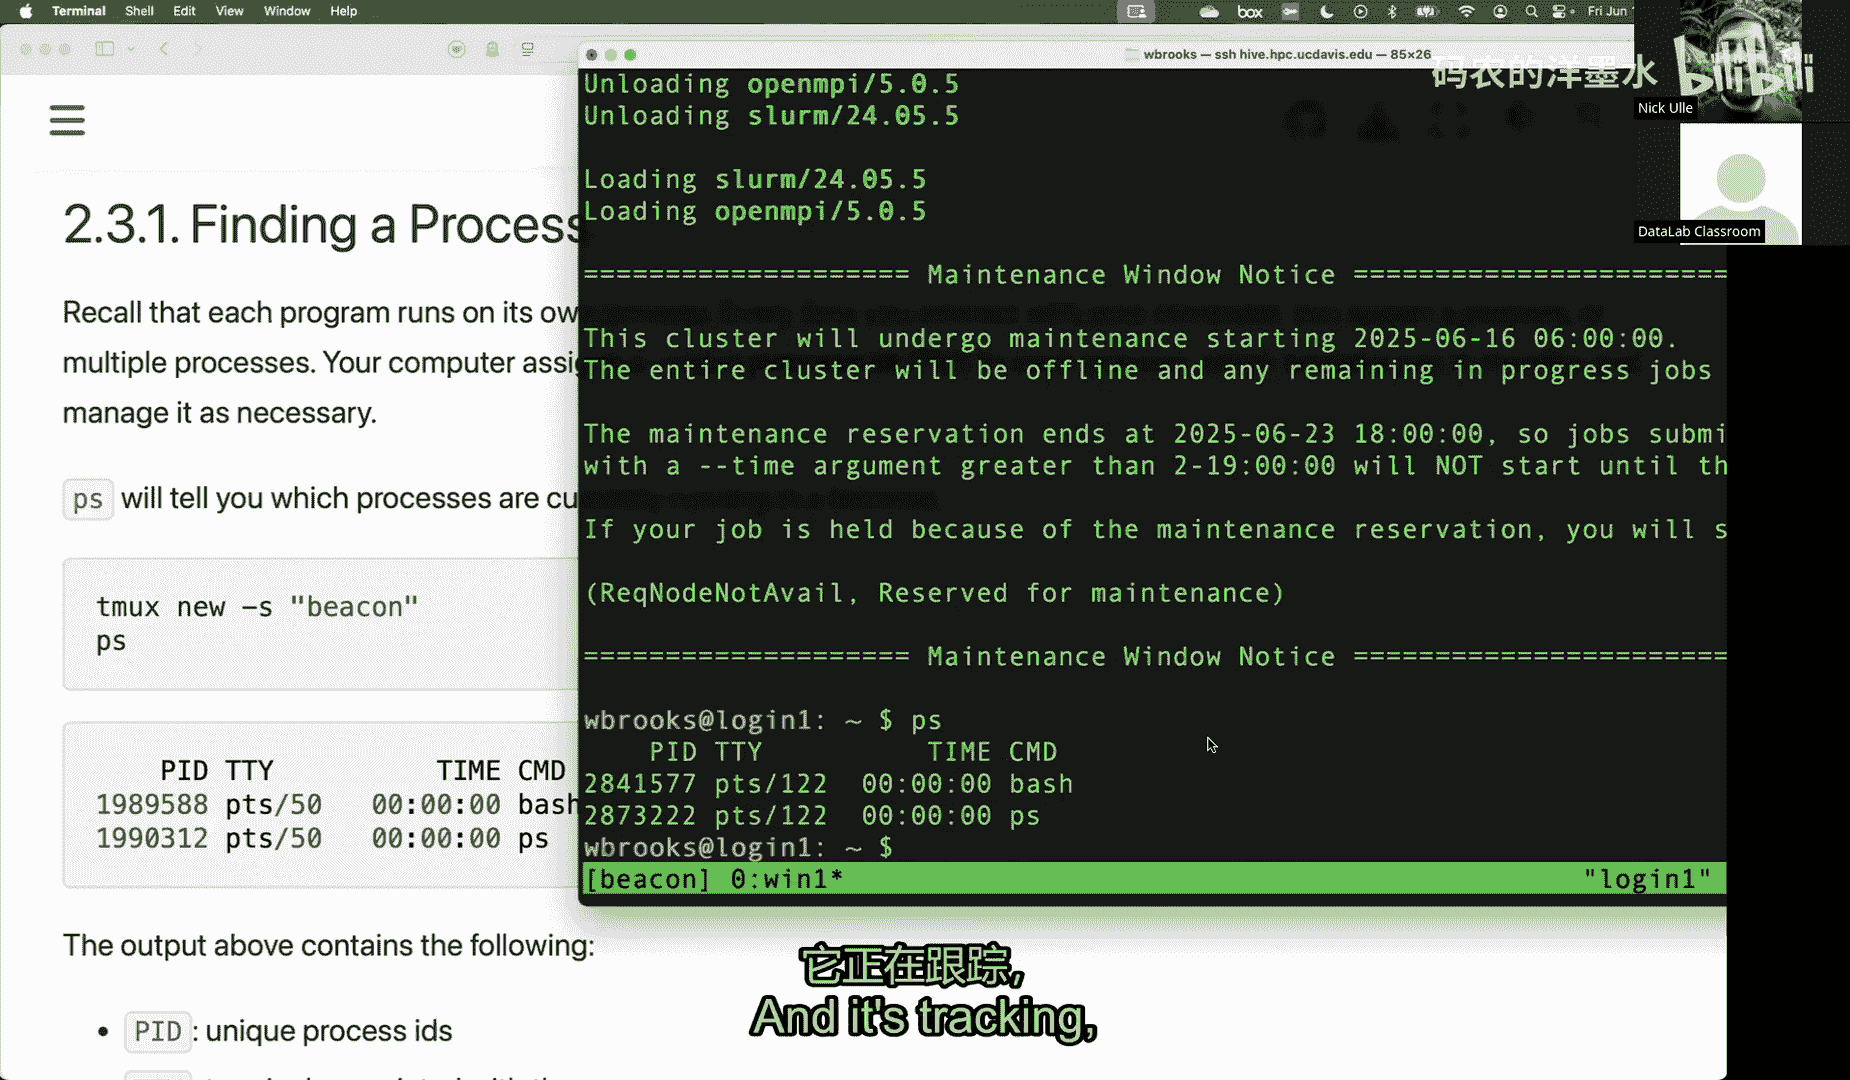 Terminal Shell Edit View Window Help
box
Fri Jun
wbrooks — ssh hive.hpc.ucdavis.edu — 85×26
码农的洋墨水 bilibili
Nick Ulle
DataLab Classroom
2.3.1. Finding a Process
Recall that each program runs on its ow
multiple processes. Your computer assig
manage it as necessary.
ps will tell you which processes are cu
tmux new -s "beacon"
ps
PID TTY TIME CMD
1989588 pts/50 00:00:00 bash
1990312 pts/50 00:00:00 ps
The output above contains the following:
PID : unique process ids
Unloading openmpi/5.0.5
Unloading slurm/24.05.5
Loading slurm/24.05.5
Loading openmpi/5.0.5
==================== Maintenance Window Notice =======================
This cluster will undergo maintenance starting 2025-06-16 06:00:00.
The entire cluster will be offline and any remaining in progress jobs
The maintenance reservation ends at 2025-06-23 18:00:00, so jobs submi
with a --time argument greater than 2-19:00:00 will NOT start until th
If your job is held because of the maintenance reservation, you will s
(ReqNodeNotAvail, Reserved for maintenance)
==================== Maintenance Window Notice =======================
wbrooks@login1: ~ $ ps
PID TTY TIME CMD
2841577 pts/122 00:00:00 bash
2873222 pts/122 00:00:00 ps
wbrooks@login1: ~ $
[beacon] 0:win1* "login1"
它正在跟踪,
And it's tracking,